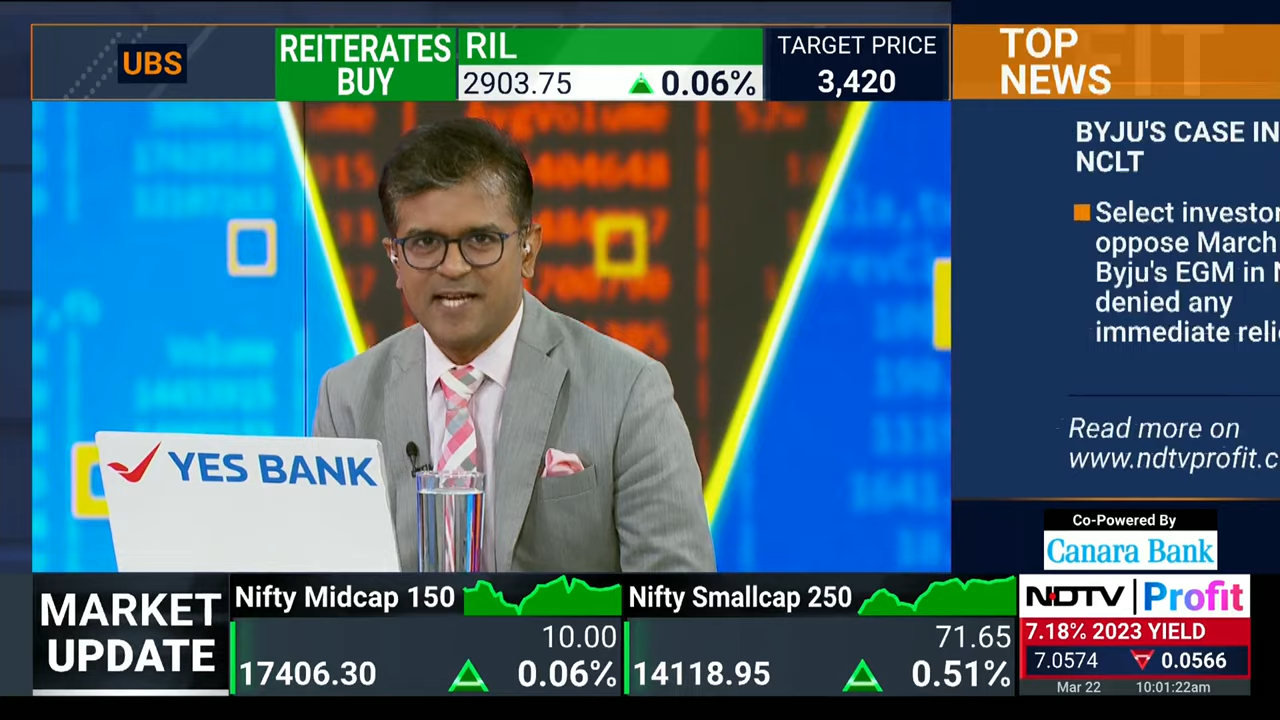 UBS
REITERATES
BUY
RIL
2903.75 0.06%
TARGET PRICE
3,420
TOP
NEWS
BYJU'S CASE IN
NCLT
Select investor
oppose March
Byju's EGM in N
denied any
immediate reli
Read more on
www.ndtvprofit.c
YES BANK
Co-Powered By
Canara Bank
MARKET
UPDATE
Nifty Midcap 150
10.00
17406.30 0.06%
Nifty Smallcap 250
71.65
14118.95 0.51%
NDTV Profit
7.18% 2023 YIELD
7.0574 0.0566
Mar 22 10:01:22am